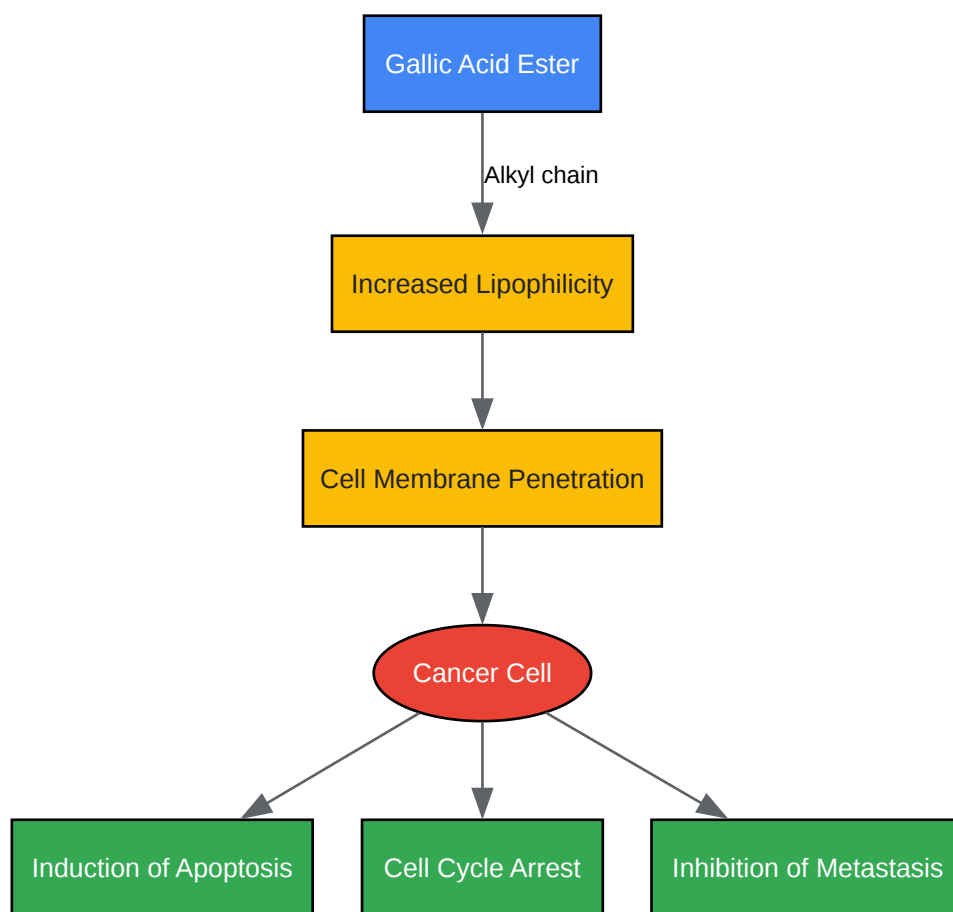 Gallic Acid Ester
Alkyl chain
Increased Lipophilicity
Cell Membrane Penetration
Cancer Cell
Induction of Apoptosis
Cell Cycle Arrest
Inhibition of Metastasis